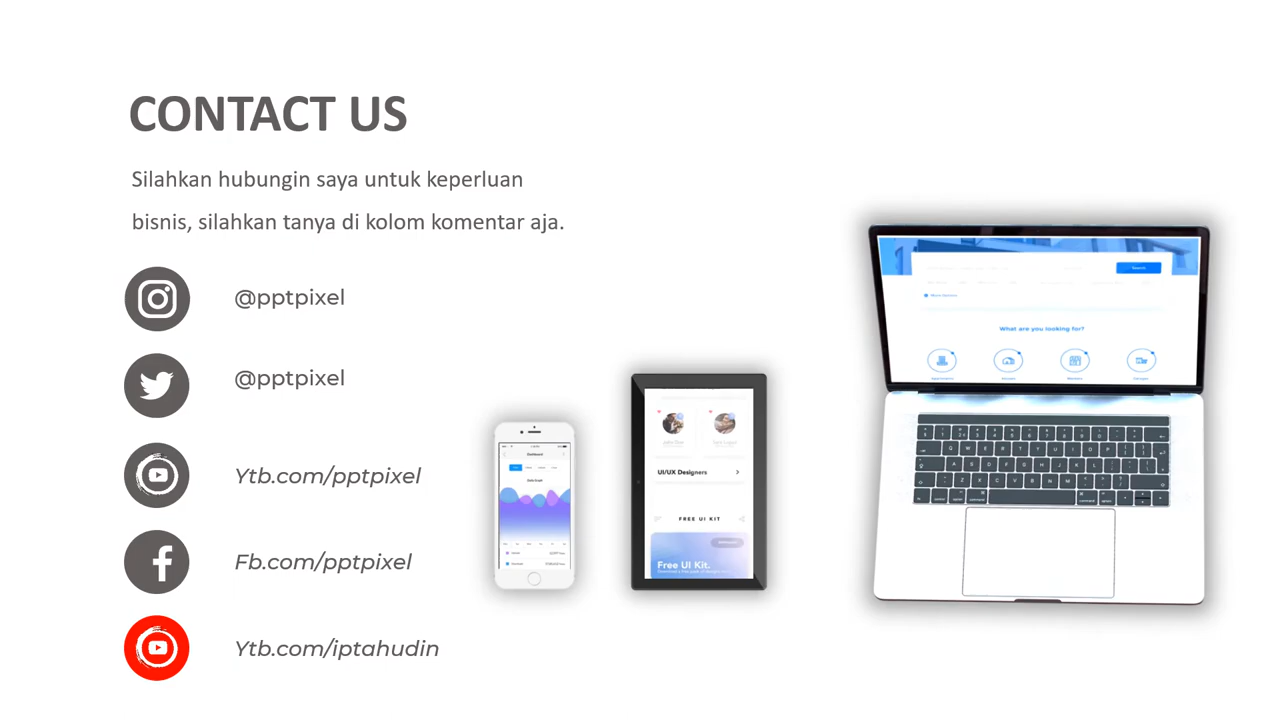 CONTACT US
Silahkan hubungin saya untuk keperluan
bisnis, silahkan tanya di kolom komentar aja.
@pptpixel
@pptpixel
Ytb.com/pptpixel
Fb.com/pptpixel
Ytb.com/iptahudin
Dashboard
UI/UX Designers
FREE UI KIT
Free UI Kit.
Search
What are you looking for?